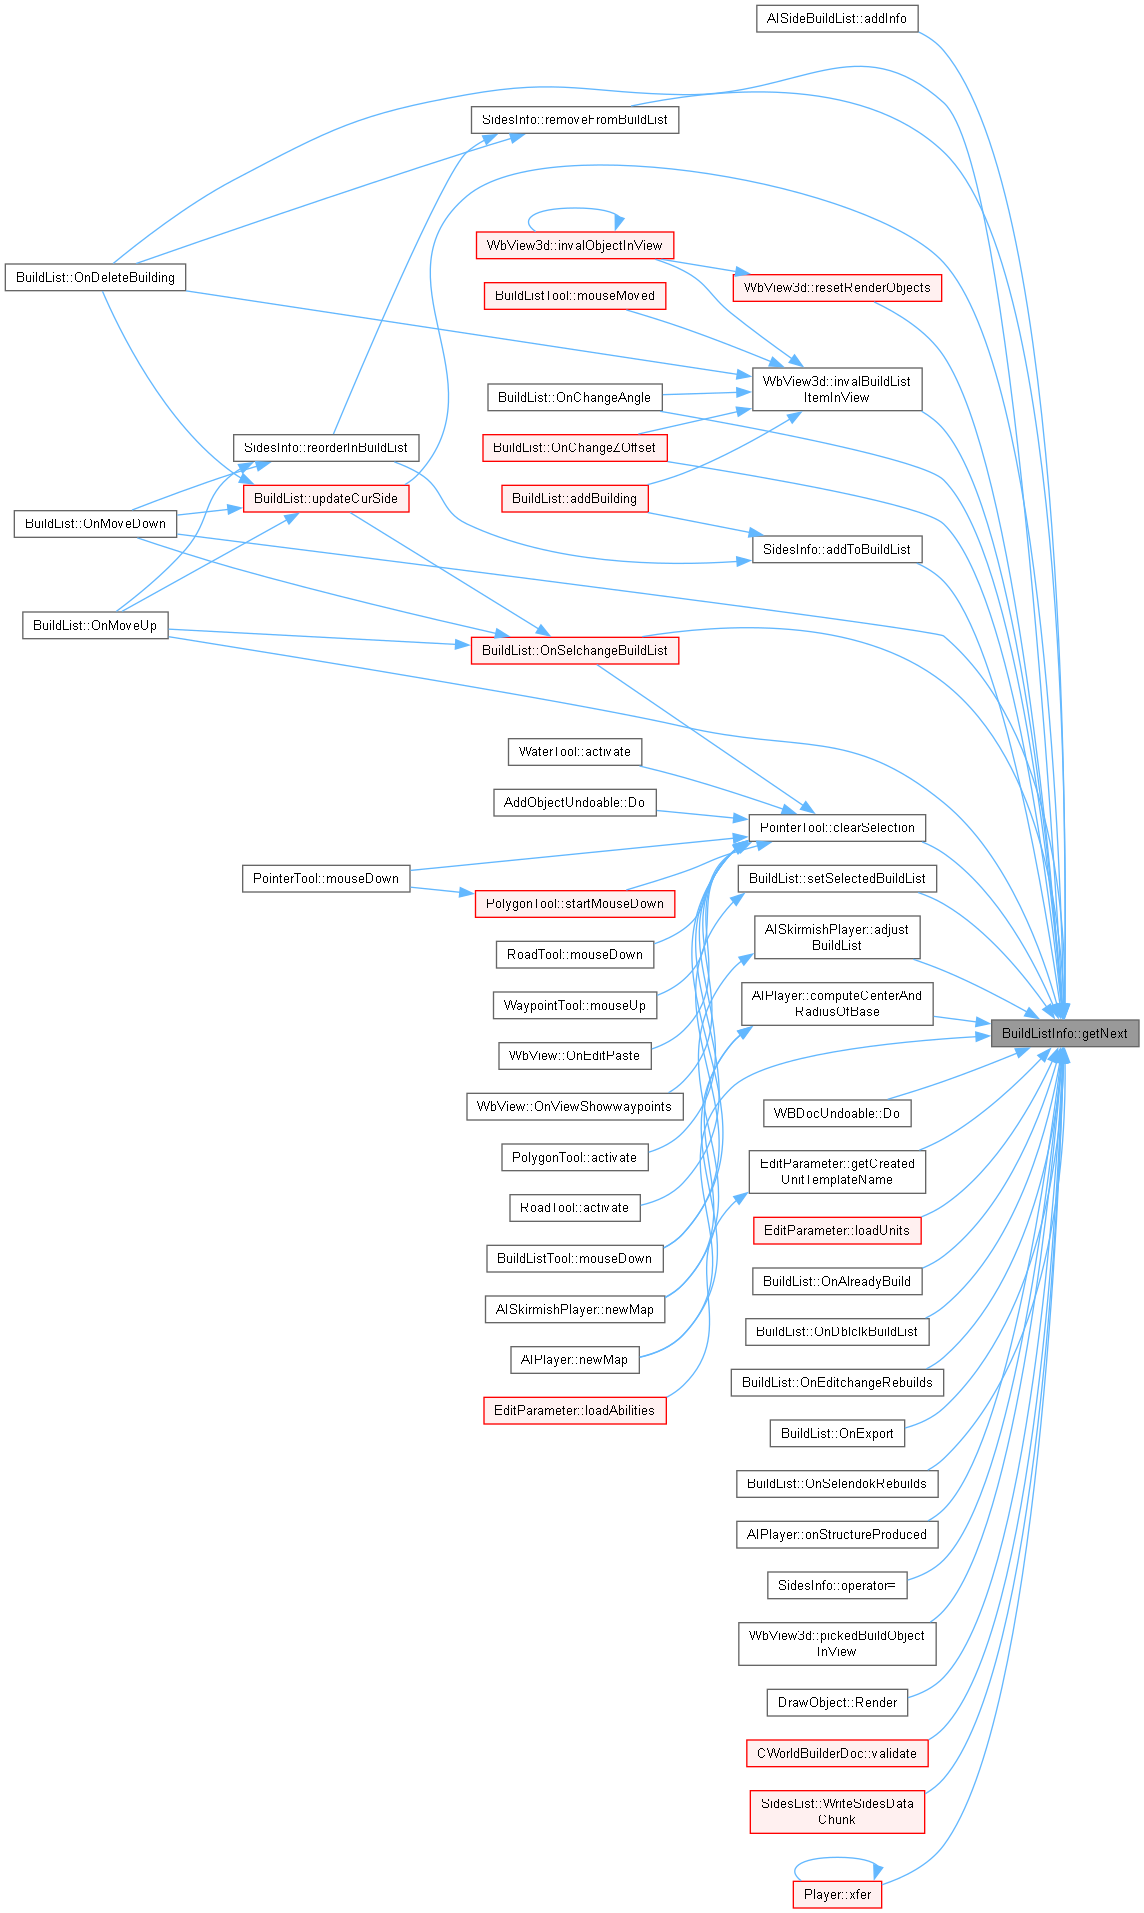 AISideBuildList::addInfo
SidesInfo::removeFromBuildList
WbView3d::invalObjectInView
BuildList::OnDeleteBuilding
WbView3d::resetRenderObjects
BuildListTool::mouseMoved
WbView3d::invalBuildList
ItemInView
BuildList::OnChangeAngle
SidesInfo::reorderInBuildList
BuildList::OnChangeZOffset
BuildList::updateCurSide
BuildList::addBuilding
BuildList::OnMoveDown
SidesInfo::addToBuildList
BuildList::OnMoveUp
BuildList::OnSelchangeBuildList
WaterTool::activate
AddObjectUndoable::Do
PointerTool::clearSelection
PointerTool::mouseDown
BuildList::setSelectedBuildList
PolygonTool::startMouseDown
AISkirmishPlayer::adjust
BuildList
RoadTool::mouseDown
AIPlayer::computeCenterAnd
RadiusOfBase
WaypointTool::mouseUp
BuildListInfo::getNext
WbView::OnEditPaste
WbView::OnViewShowwaypoints
WBDocUndoable::Do
PolygonTool::activate
EditParameter::getCreated
UnitTemplateName
RoadTool::activate
EditParameter::loadUnits
BuildListTool::mouseDown
BuildList::OnAlreadyBuild
AISkirmishPlayer::newMap
BuildList::OnDblclkBuildList
AIPlayer::newMap
BuildList::OnEditchangeRebuilds
EditParameter::loadAbilities
BuildList::OnExport
BuildList::OnSelendokRebuilds
AIPlayer::onStructureProduced
SidesInfo::operator=
WbView3d::pickedBuildObject
InView
DrawObject::Render
CWorldBuilderDoc::validate
SidesList::WriteSidesData
Chunk
Player::xfer